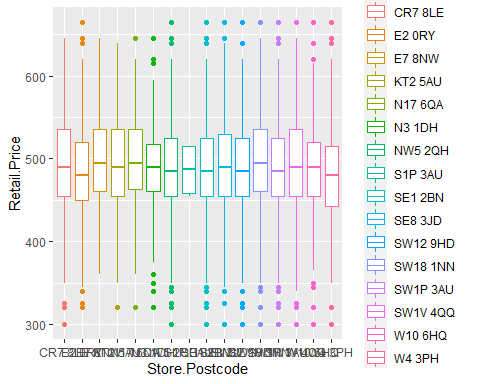 Retail.Price
600
500
400
300
Store.Postcode
CR7 8LE
E2 0RY
E7 8NW
KT2 5AU
N17 6QA
N3 1DH
NW5 2QH
S1P 3AU
SE1 2BN
SE8 3JD
SW12 9HD
SW18 1NN
SW1P 3AU
SW1V 4QQ
W10 6HQ
W4 3PH